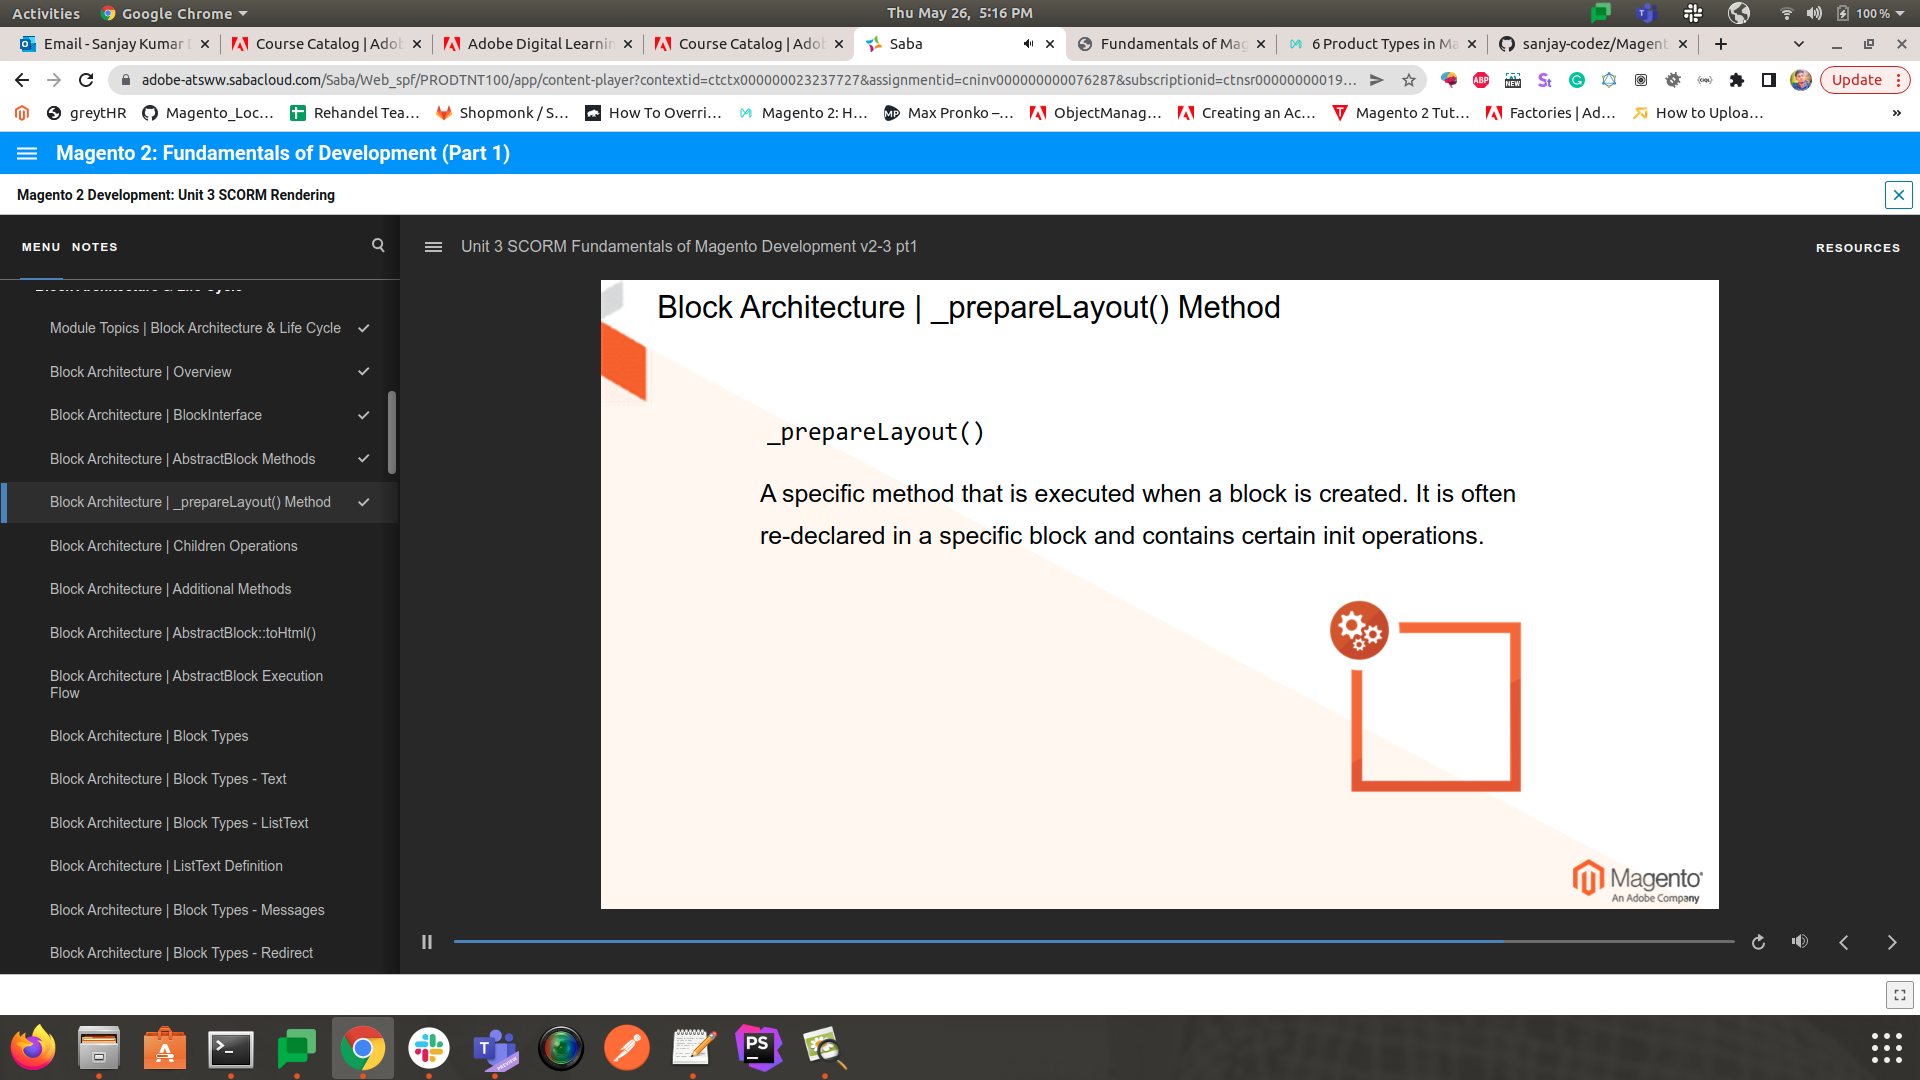 Activities Google Chrome Thu May 26, 5:16 PM 100 %
Email - Sanjay Kumar Course Catalog | Adob Adobe Digital Learnin Course Catalog | Adob Saba Fundamentals of Mag 6 Product Types in Ma sanjay-codez/Magent
adobe-atsww.sabacloud.com/Saba/Web_spf/PRODTNT100/app/content-player?contextid=ctctx000000023237727&assignmentid=cninv000000000076287&subscriptionid=ctnsr00000000019... ABP NEW St Update
greytHR Magento_Loc... Rehandel Tea... Shopmonk / S... How To Overri... Magento 2: H... MP Max Pronko –... ObjectManag... Creating an Ac... Magento 2 Tut... Factories | Ad... How to Uploa... »
Magento 2: Fundamentals of Development (Part 1)
Magento 2 Development: Unit 3 SCORM Rendering
MENU NOTES
Unit 3 SCORM Fundamentals of Magento Development v2-3 pt1
RESOURCES
Block Architecture & Life Cycle
Module Topics | Block Architecture & Life Cycle
Block Architecture | Overview
Block Architecture | BlockInterface
Block Architecture | AbstractBlock Methods
Block Architecture | _prepareLayout() Method
Block Architecture | Children Operations
Block Architecture | Additional Methods
Block Architecture | AbstractBlock::toHtml()
Block Architecture | AbstractBlock Execution
Flow
Block Architecture | Block Types
Block Architecture | Block Types - Text
Block Architecture | Block Types - ListText
Block Architecture | ListText Definition
Block Architecture | Block Types - Messages
Block Architecture | Block Types - Redirect
Block Architecture | _prepareLayout() Method
_prepareLayout()
A specific method that is executed when a block is created. It is often
re-declared in a specific block and contains certain init operations.
Magento
An Adobe Company
T PREVIEW PS